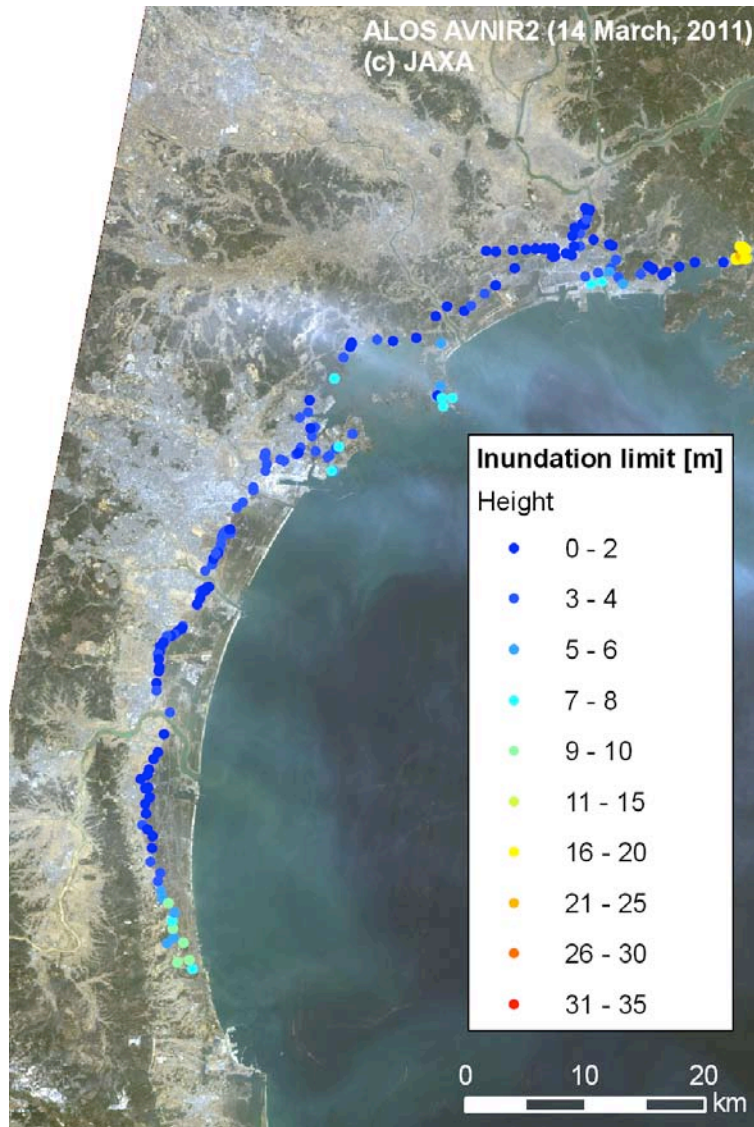 ALOS AVNIR2 (14 March, 2011)
(c) JAXA
Inundation limit [m]
Height
0 - 2
3 - 4
5 - 6
7 - 8
9 - 10
11 - 15
16 - 20
21 - 25
26 - 30
31 - 35
0 10 20
km